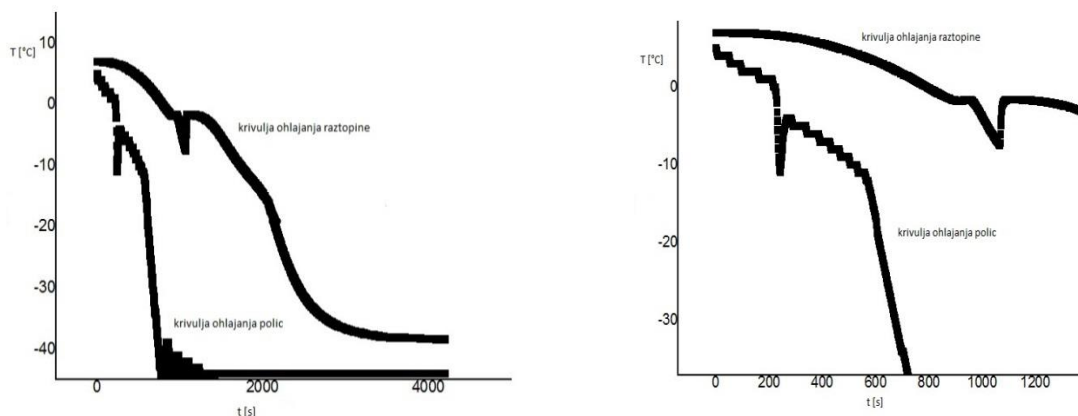 10
T [°C]
0
-10
-20
-30
-40
krivulja ohlajanja raztopine
krivulja ohlajanja polic
0
2000
4000
t [s]
krivulja ohlajanja raztopine
T [°C]
0
-10
-20
-30
krivulja ohlajanja polic
0
200
400
600
800
1000
1200
t [s]